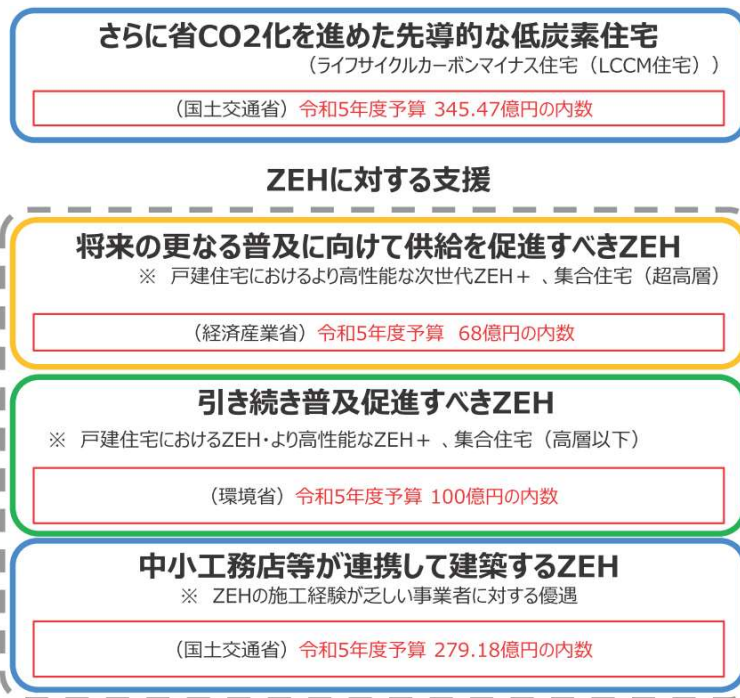 さらに省CO2化を進めた先導的な低炭素住宅
（ライフサイクルカーボンマイナス住宅（LCCM住宅））
（国土交通省）令和5年度予算 345.47億円の内数
ZEHに対する支援
将来の更なる普及に向けて供給を促進すべきZEH
※ 戸建住宅におけるより高性能な次世代ZEH＋ 、集合住宅（超高層）
（経済産業省）令和5年度予算 68億円の内数
引き続き普及促進すべきZEH
※ 戸建住宅におけるZEH・より高性能なZEH＋ 、集合住宅（高層以下）
（環境省）令和5年度予算 100億円の内数
中小工務店等が連携して建築するZEH
※ ZEHの施工経験が乏しい事業者に対する優遇
（国土交通省）令和5年度予算 279.18億円の内数